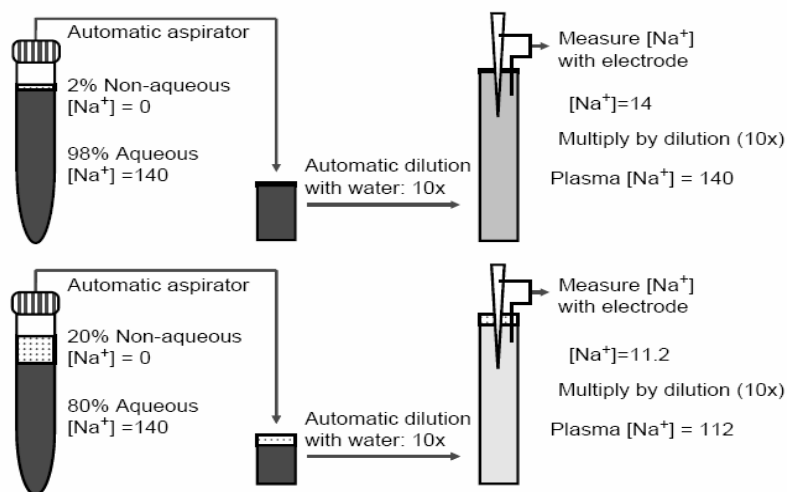 Automatic aspirator
2% Non-aqueous
[Na⁺] = 0
98% Aqueous
[Na⁺] =140
Automatic dilution
with water: 10x
Measure [Na⁺]
with electrode
[Na⁺]=14
Multiply by dilution (10x)
Plasma [Na⁺] = 140
Automatic aspirator
20% Non-aqueous
[Na⁺] = 0
80% Aqueous
[Na⁺] =140
Automatic dilution
with water: 10x
Measure [Na⁺]
with electrode
[Na⁺]=11.2
Multiply by dilution (10x)
Plasma [Na⁺] = 112